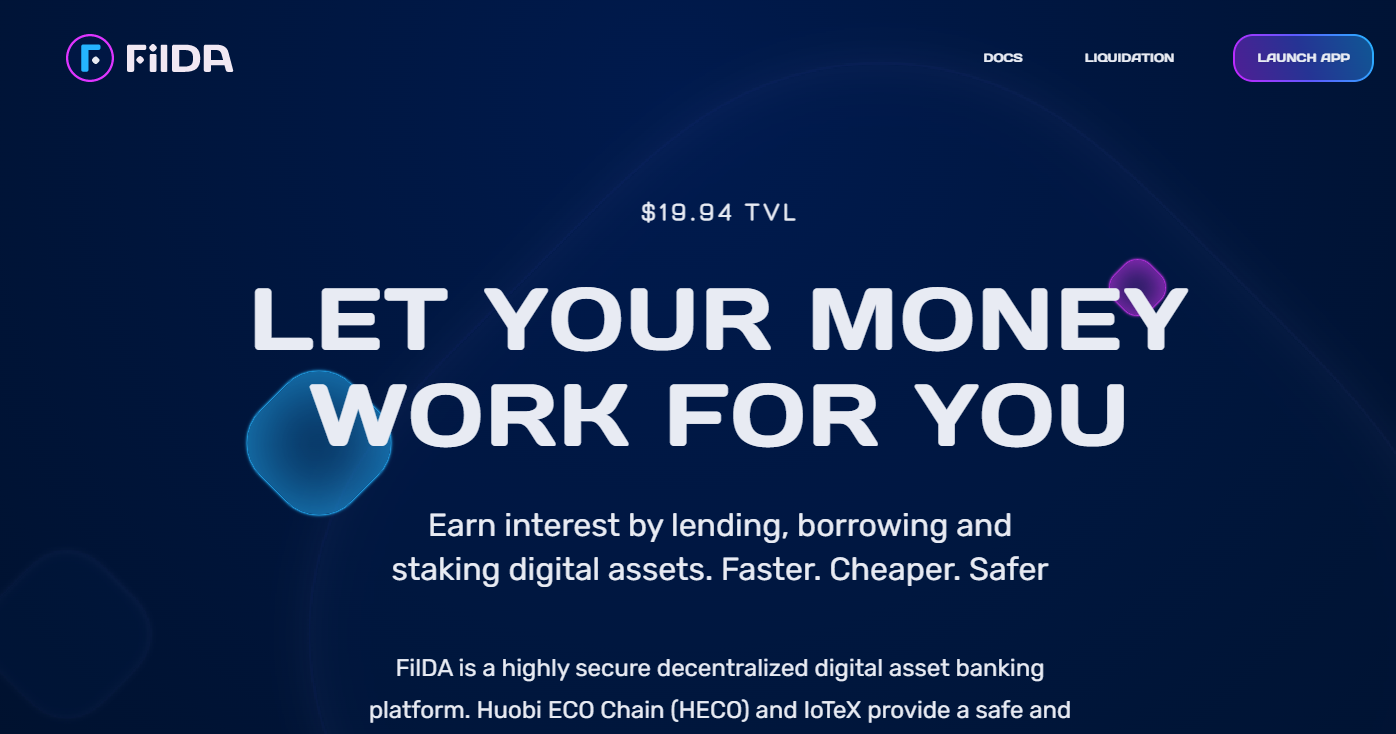 FilDA
DOCS LIQUIDATION LAUNCH APP
$19.94 TVL
LET YOUR MONEY
WORK FOR YOU
Earn interest by lending, borrowing and
staking digital assets. Faster. Cheaper. Safer
FilDA is a highly secure decentralized digital asset banking
platform. Huobi ECO Chain (HECO) and IoTeX provide a safe and